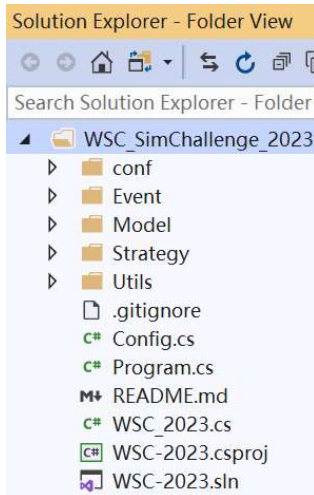 Solution Explorer - Folder View
Search Solution Explorer - Folder
WSC_SimChallenge_2023
conf
Event
Model
Strategy
Utils
.gitignore
C# Config.cs
C# Program.cs
M↓ README.md
C# WSC_2023.cs
C# WSC-2023.csproj
WSC-2023.sln